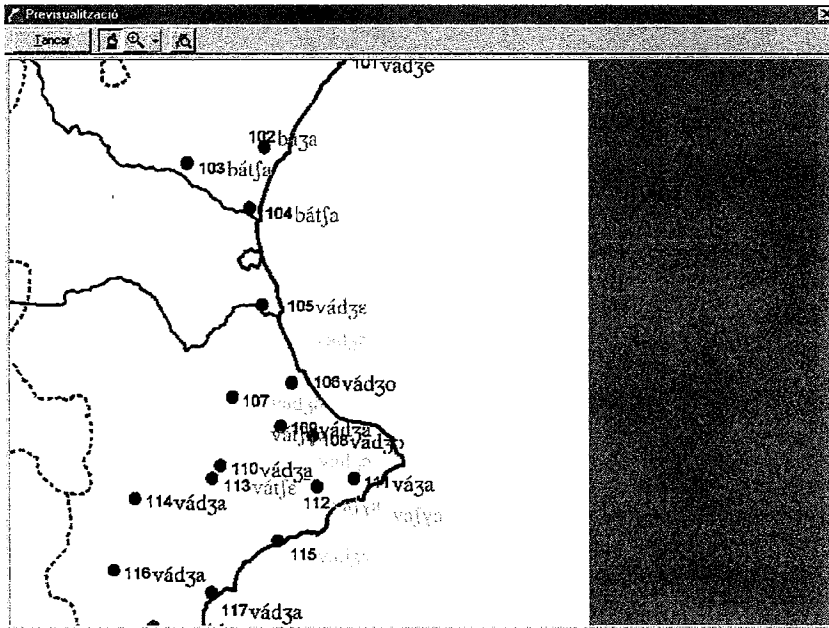 Previsualització
Tancar
101 vádʒe
102 báʒa
103 bátʃa
104 bátʃa
105 vádʒɛ
106 vádʒo
107
109 vádʒa
108 vádʒɔ
110 vádʒa
111 váʒa
113 vátʃɛ
112
114 vádʒa
115
116 vádʒa
117 vádʒa